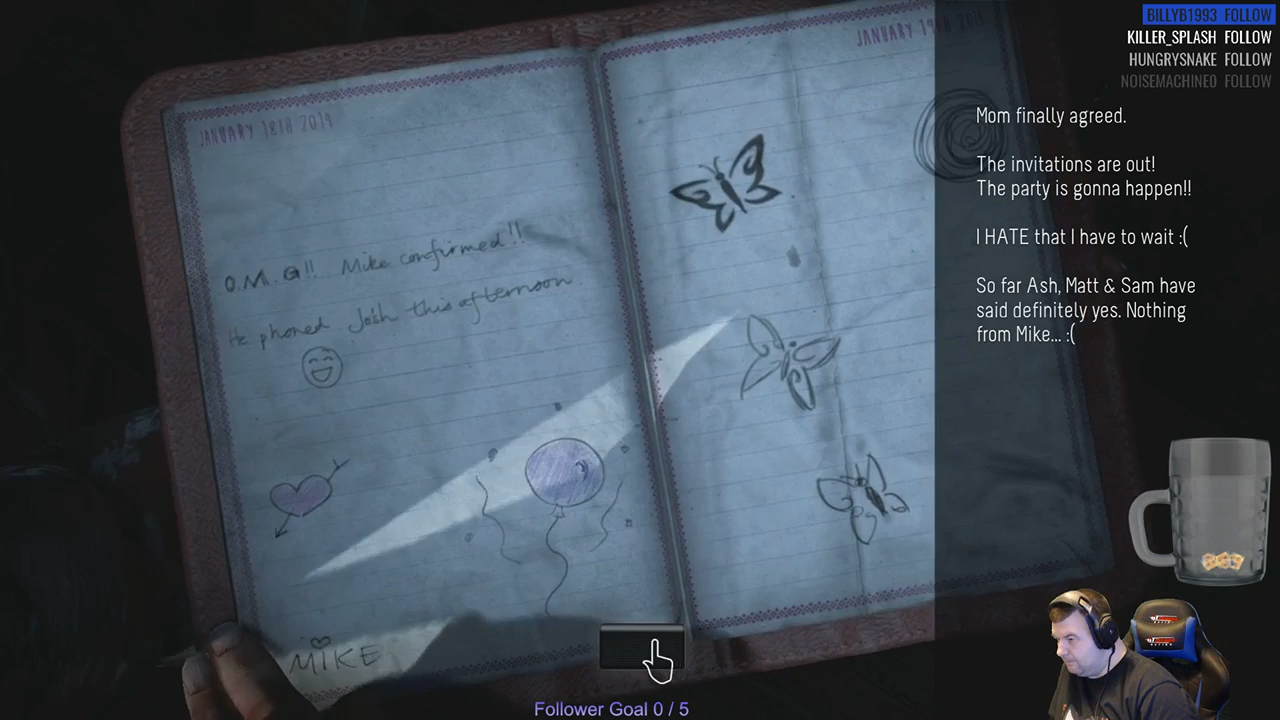 BILLYB1993 FOLLOW
KILLER_SPLASH FOLLOW
HUNGRYSNAKE FOLLOW
NOISEMACHINE0 FOLLOW
JANUARY 18TH 2014
JANUARY 19TH
O.M.G!! Mike confirmed!!
He phoned Josh this afternoon.
MIKE
Mom finally agreed.
The invitations are out!
The party is gonna happen!!
I HATE that I have to wait :(
So far Ash, Matt & Sam have
said definitely yes. Nothing
from Mike... :(
Follower Goal 0 / 5